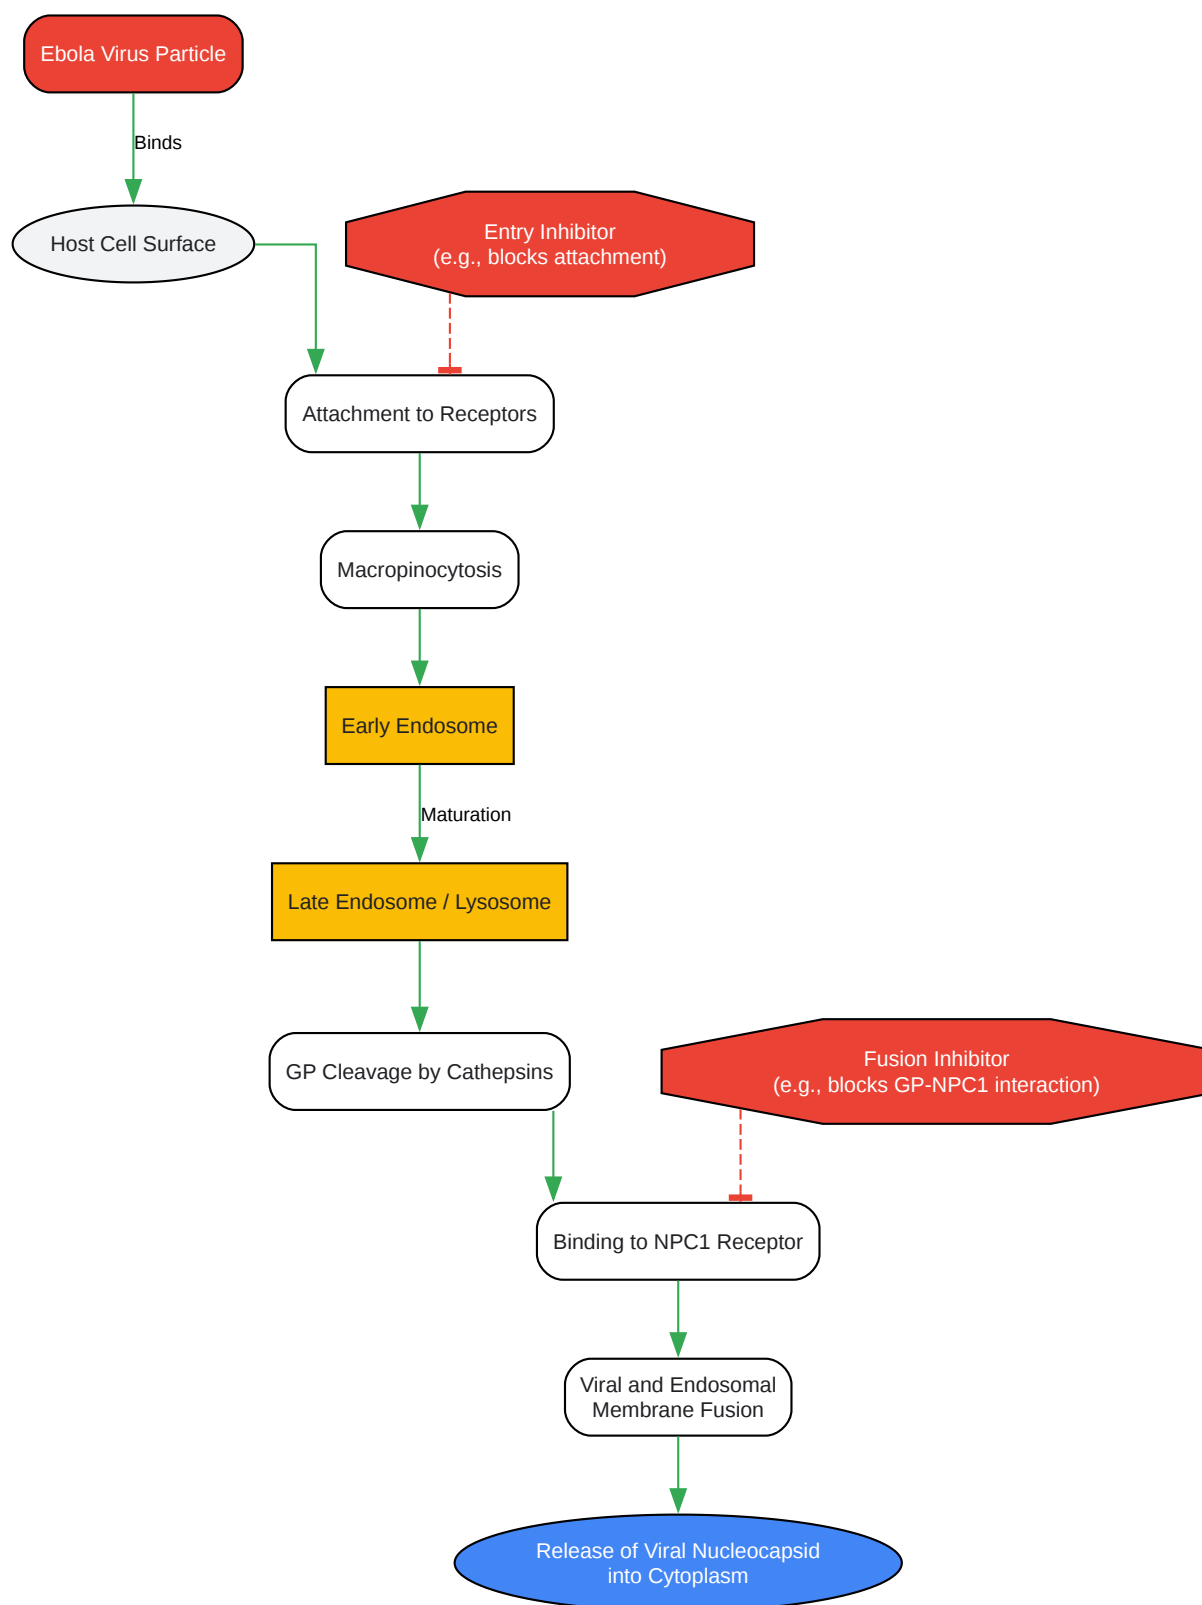 Ebola Virus Particle
Binds
Host Cell Surface
Entry Inhibitor
(e.g., blocks attachment)
Attachment to Receptors
Macropinocytosis
Early Endosome
Maturation
Late Endosome / Lysosome
GP Cleavage by Cathepsins
Fusion Inhibitor
(e.g., blocks GP-NPC1 interaction)
Binding to NPC1 Receptor
Viral and Endosomal
Membrane Fusion
Release of Viral Nucleocapsid
into Cytoplasm